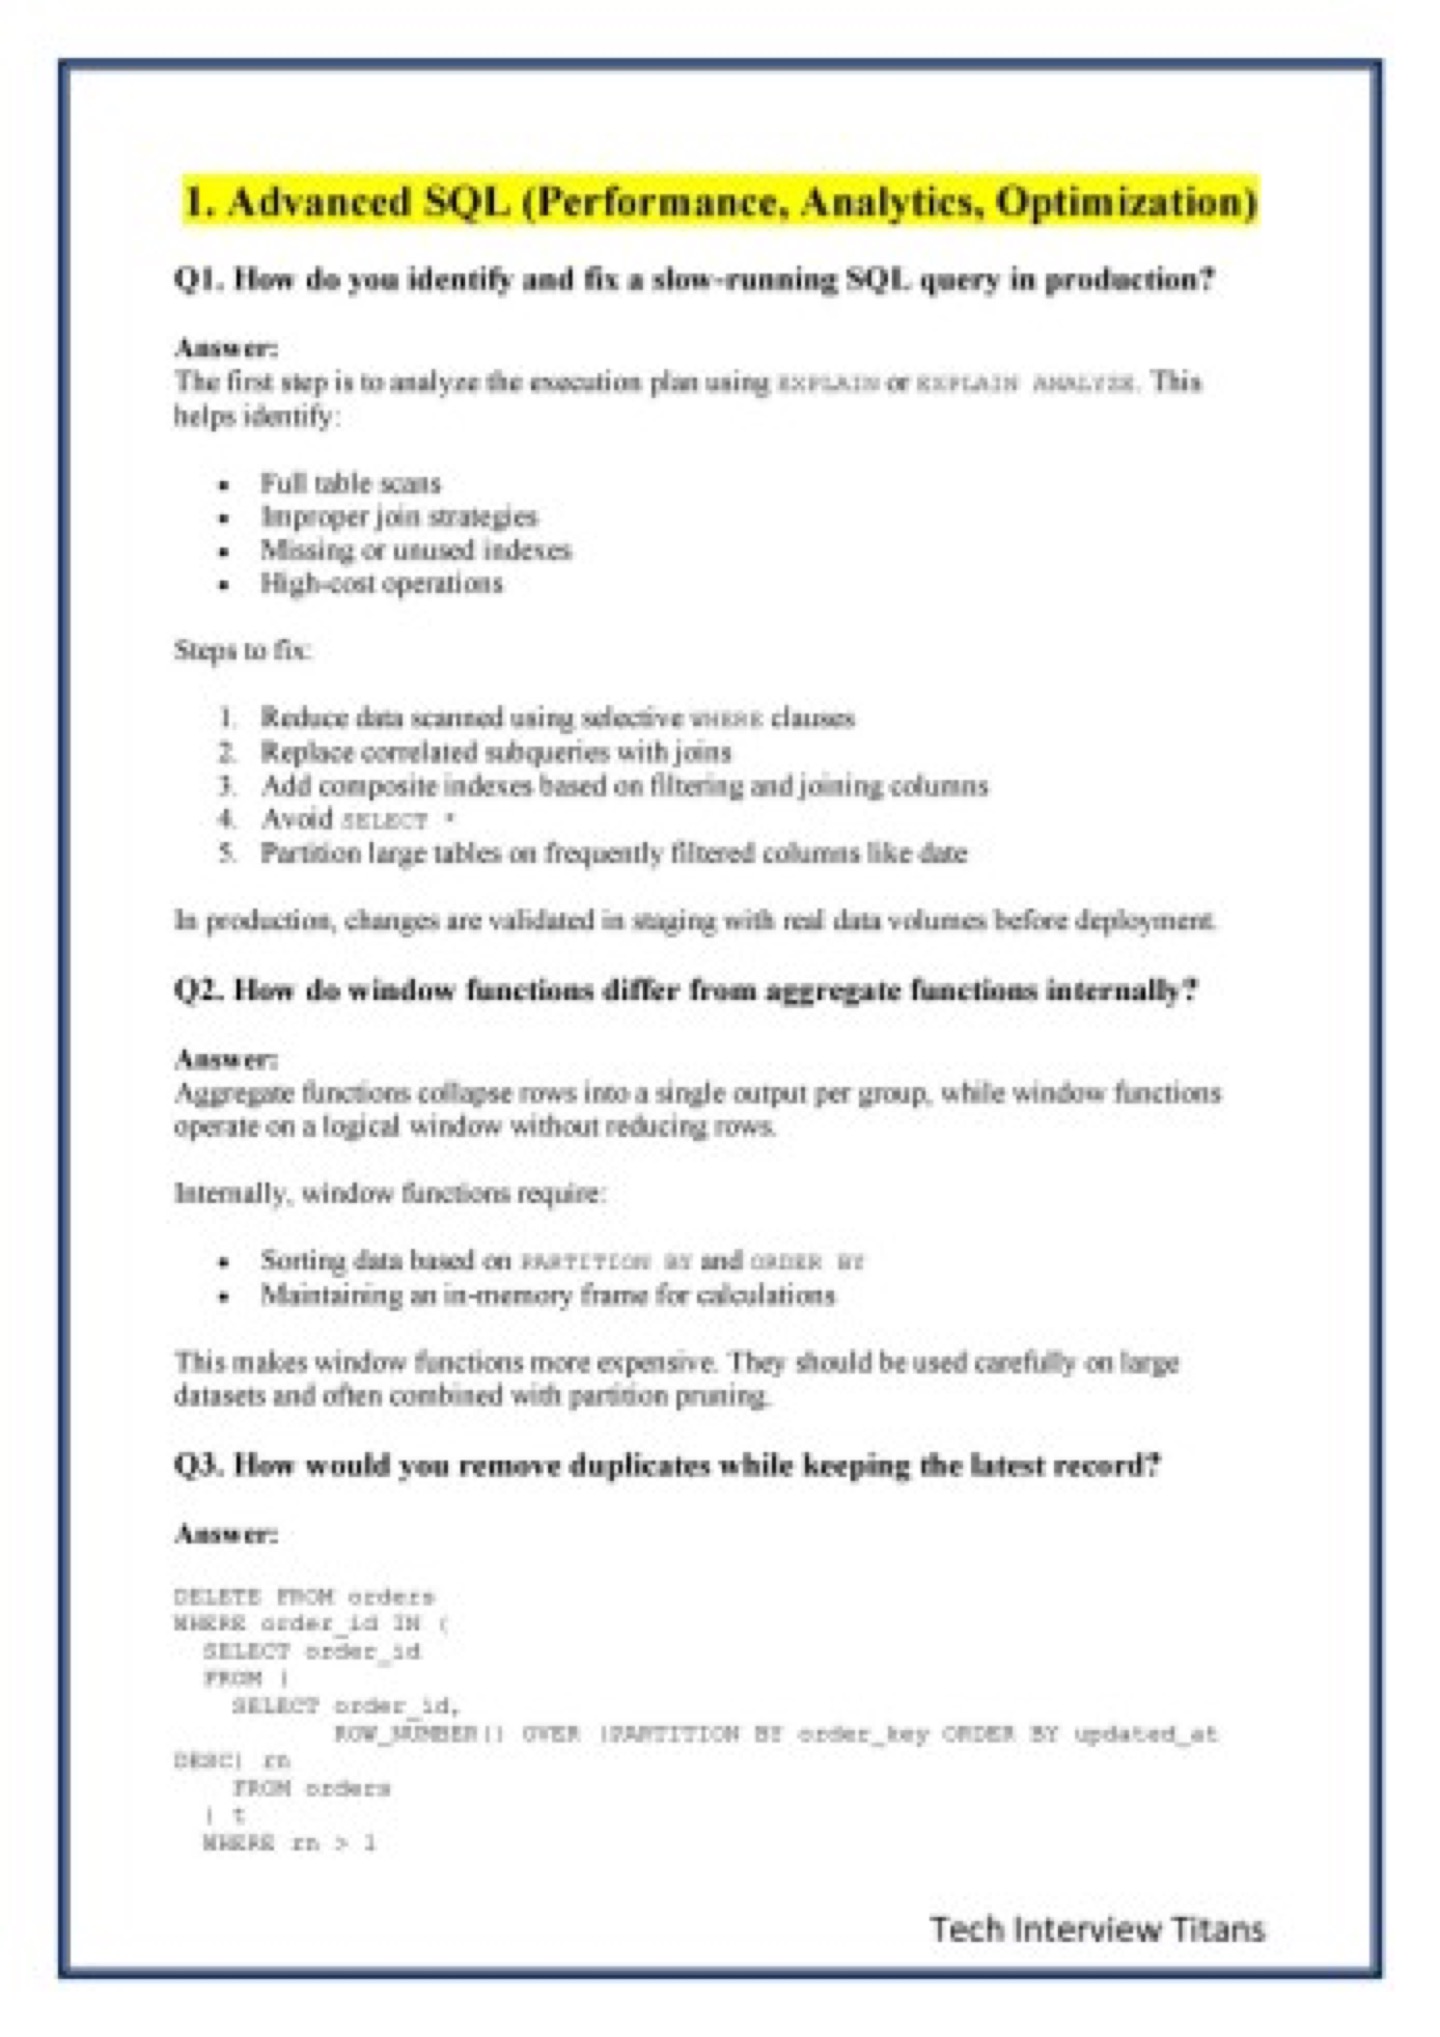 1. Advanced SQL (Performance, Analytics, Optimization)
Q1. How do you identify and fix a slow-running SQL query in production?
Answer:
The first step is to analyze the execution plan using EXPLAIN or EXPLAIN ANALYZE. This
helps identify:
• Full table scans
• Improper join strategies
• Missing or unused indexes
• High-cost operations
Steps to fix:
1. Reduce data scanned using selective WHERE clauses
2. Replace correlated subqueries with joins
3. Add composite indexes based on filtering and joining columns
4. Avoid SELECT *
5. Partition large tables on frequently filtered columns like date
In production, changes are validated in staging with real data volumes before deployment.
Q2. How do window functions differ from aggregate functions internally?
Answer:
Aggregate functions collapse rows into a single output per group, while window functions
operate on a logical window without reducing rows.
Internally, window functions require:
• Sorting data based on PARTITION BY and ORDER BY
• Maintaining an in-memory frame for calculations
This makes window functions more expensive. They should be used carefully on large
datasets and often combined with partition pruning.
Q3. How would you remove duplicates while keeping the latest record?
Answer:
DELETE FROM orders
WHERE order_id IN (
SELECT order_id
FROM (
SELECT order_id,
ROW_NUMBER() OVER (PARTITION BY order_key ORDER BY updated_at
DESC) rn
FROM orders
) t
WHERE rn > 1
Tech Interview Titans